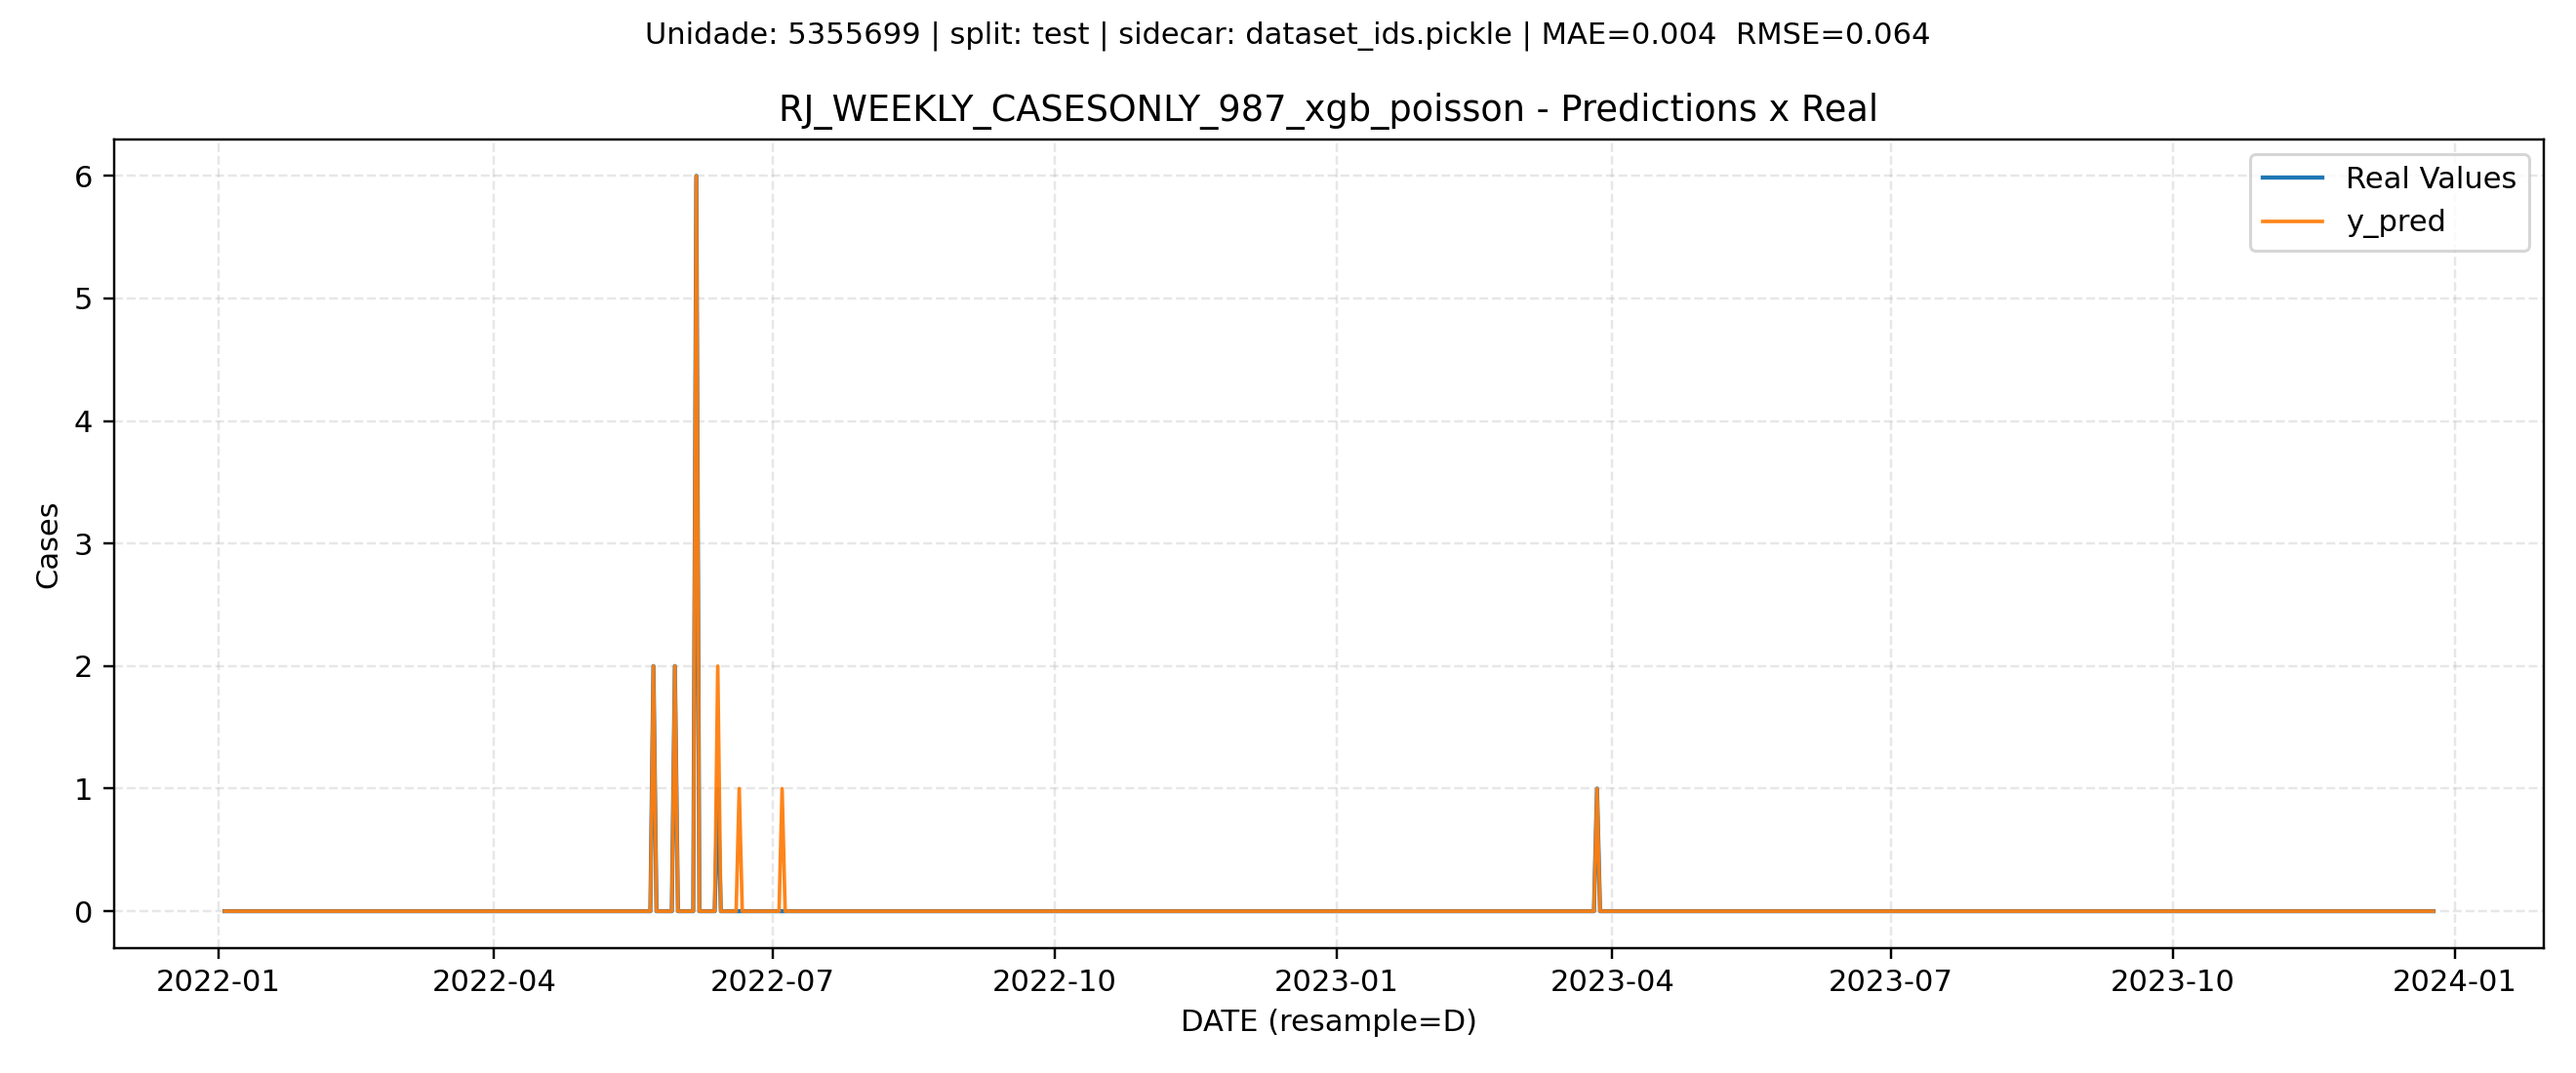 Unidade: 5355699 | split: test | sidecar: dataset_ids.pickle | MAE=0.004  RMSE=0.064
RJ_WEEKLY_CASESONLY_987_xgb_poisson - Predictions x Real
Real Values
y_pred
Cases
6
5
4
3
2
1
0
2022-01
2022-04
2022-07
2022-10
2023-01
2023-04
2023-07
2023-10
2024-01
DATE (resample=D)